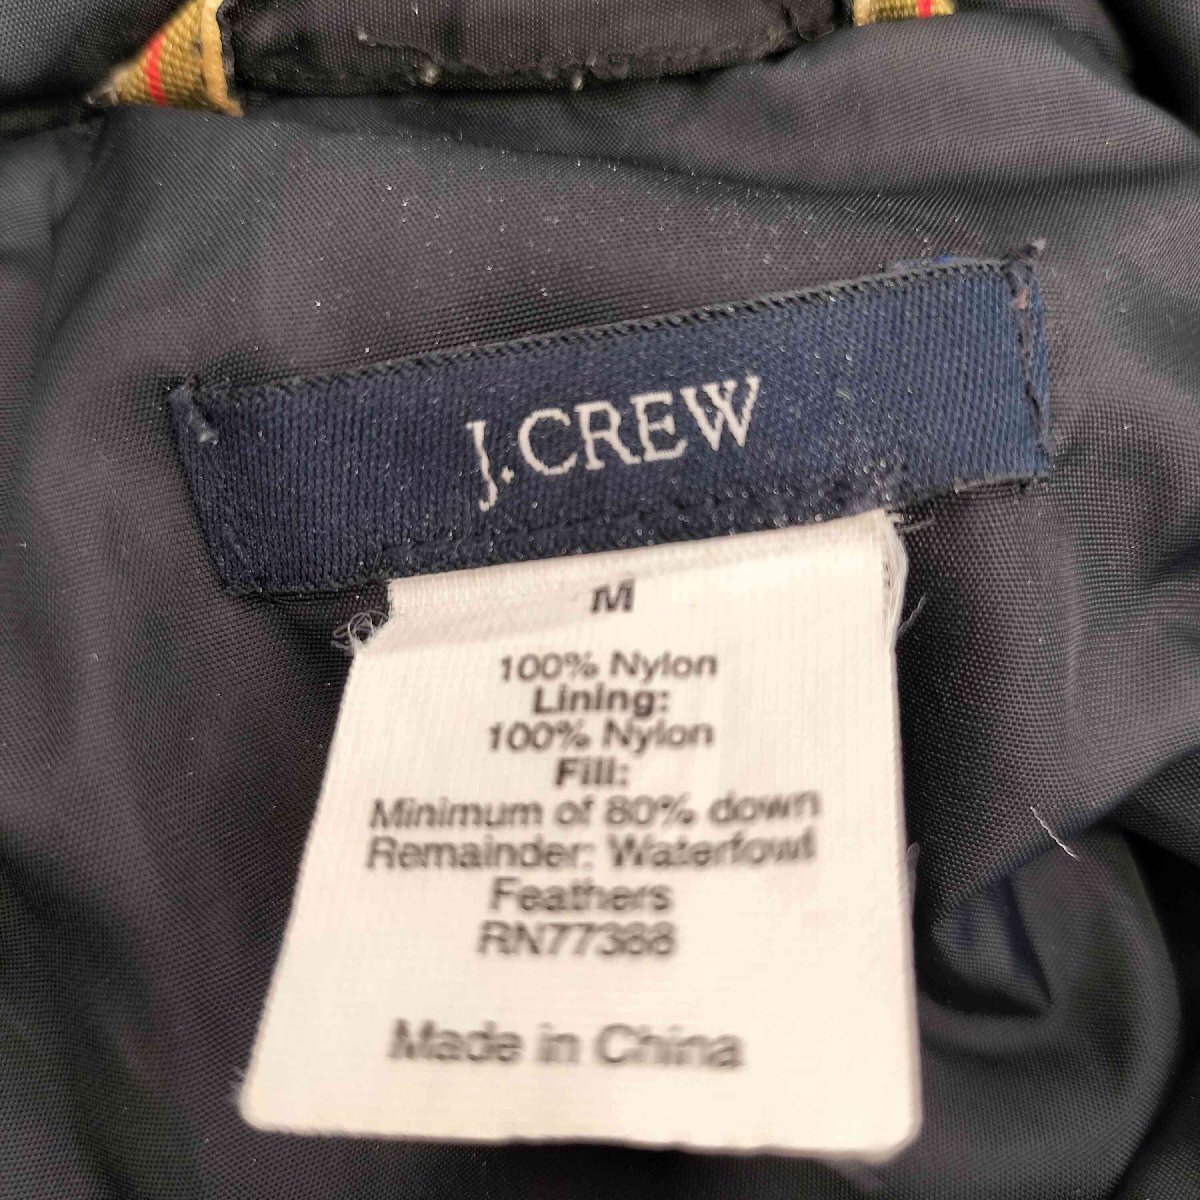 J.CREW
M
100% Nylon
Lining:
100% Nylon
Fill:
Minimum of 80% down
Remainder: Waterfowl
Feathers
RN77388
Made in China